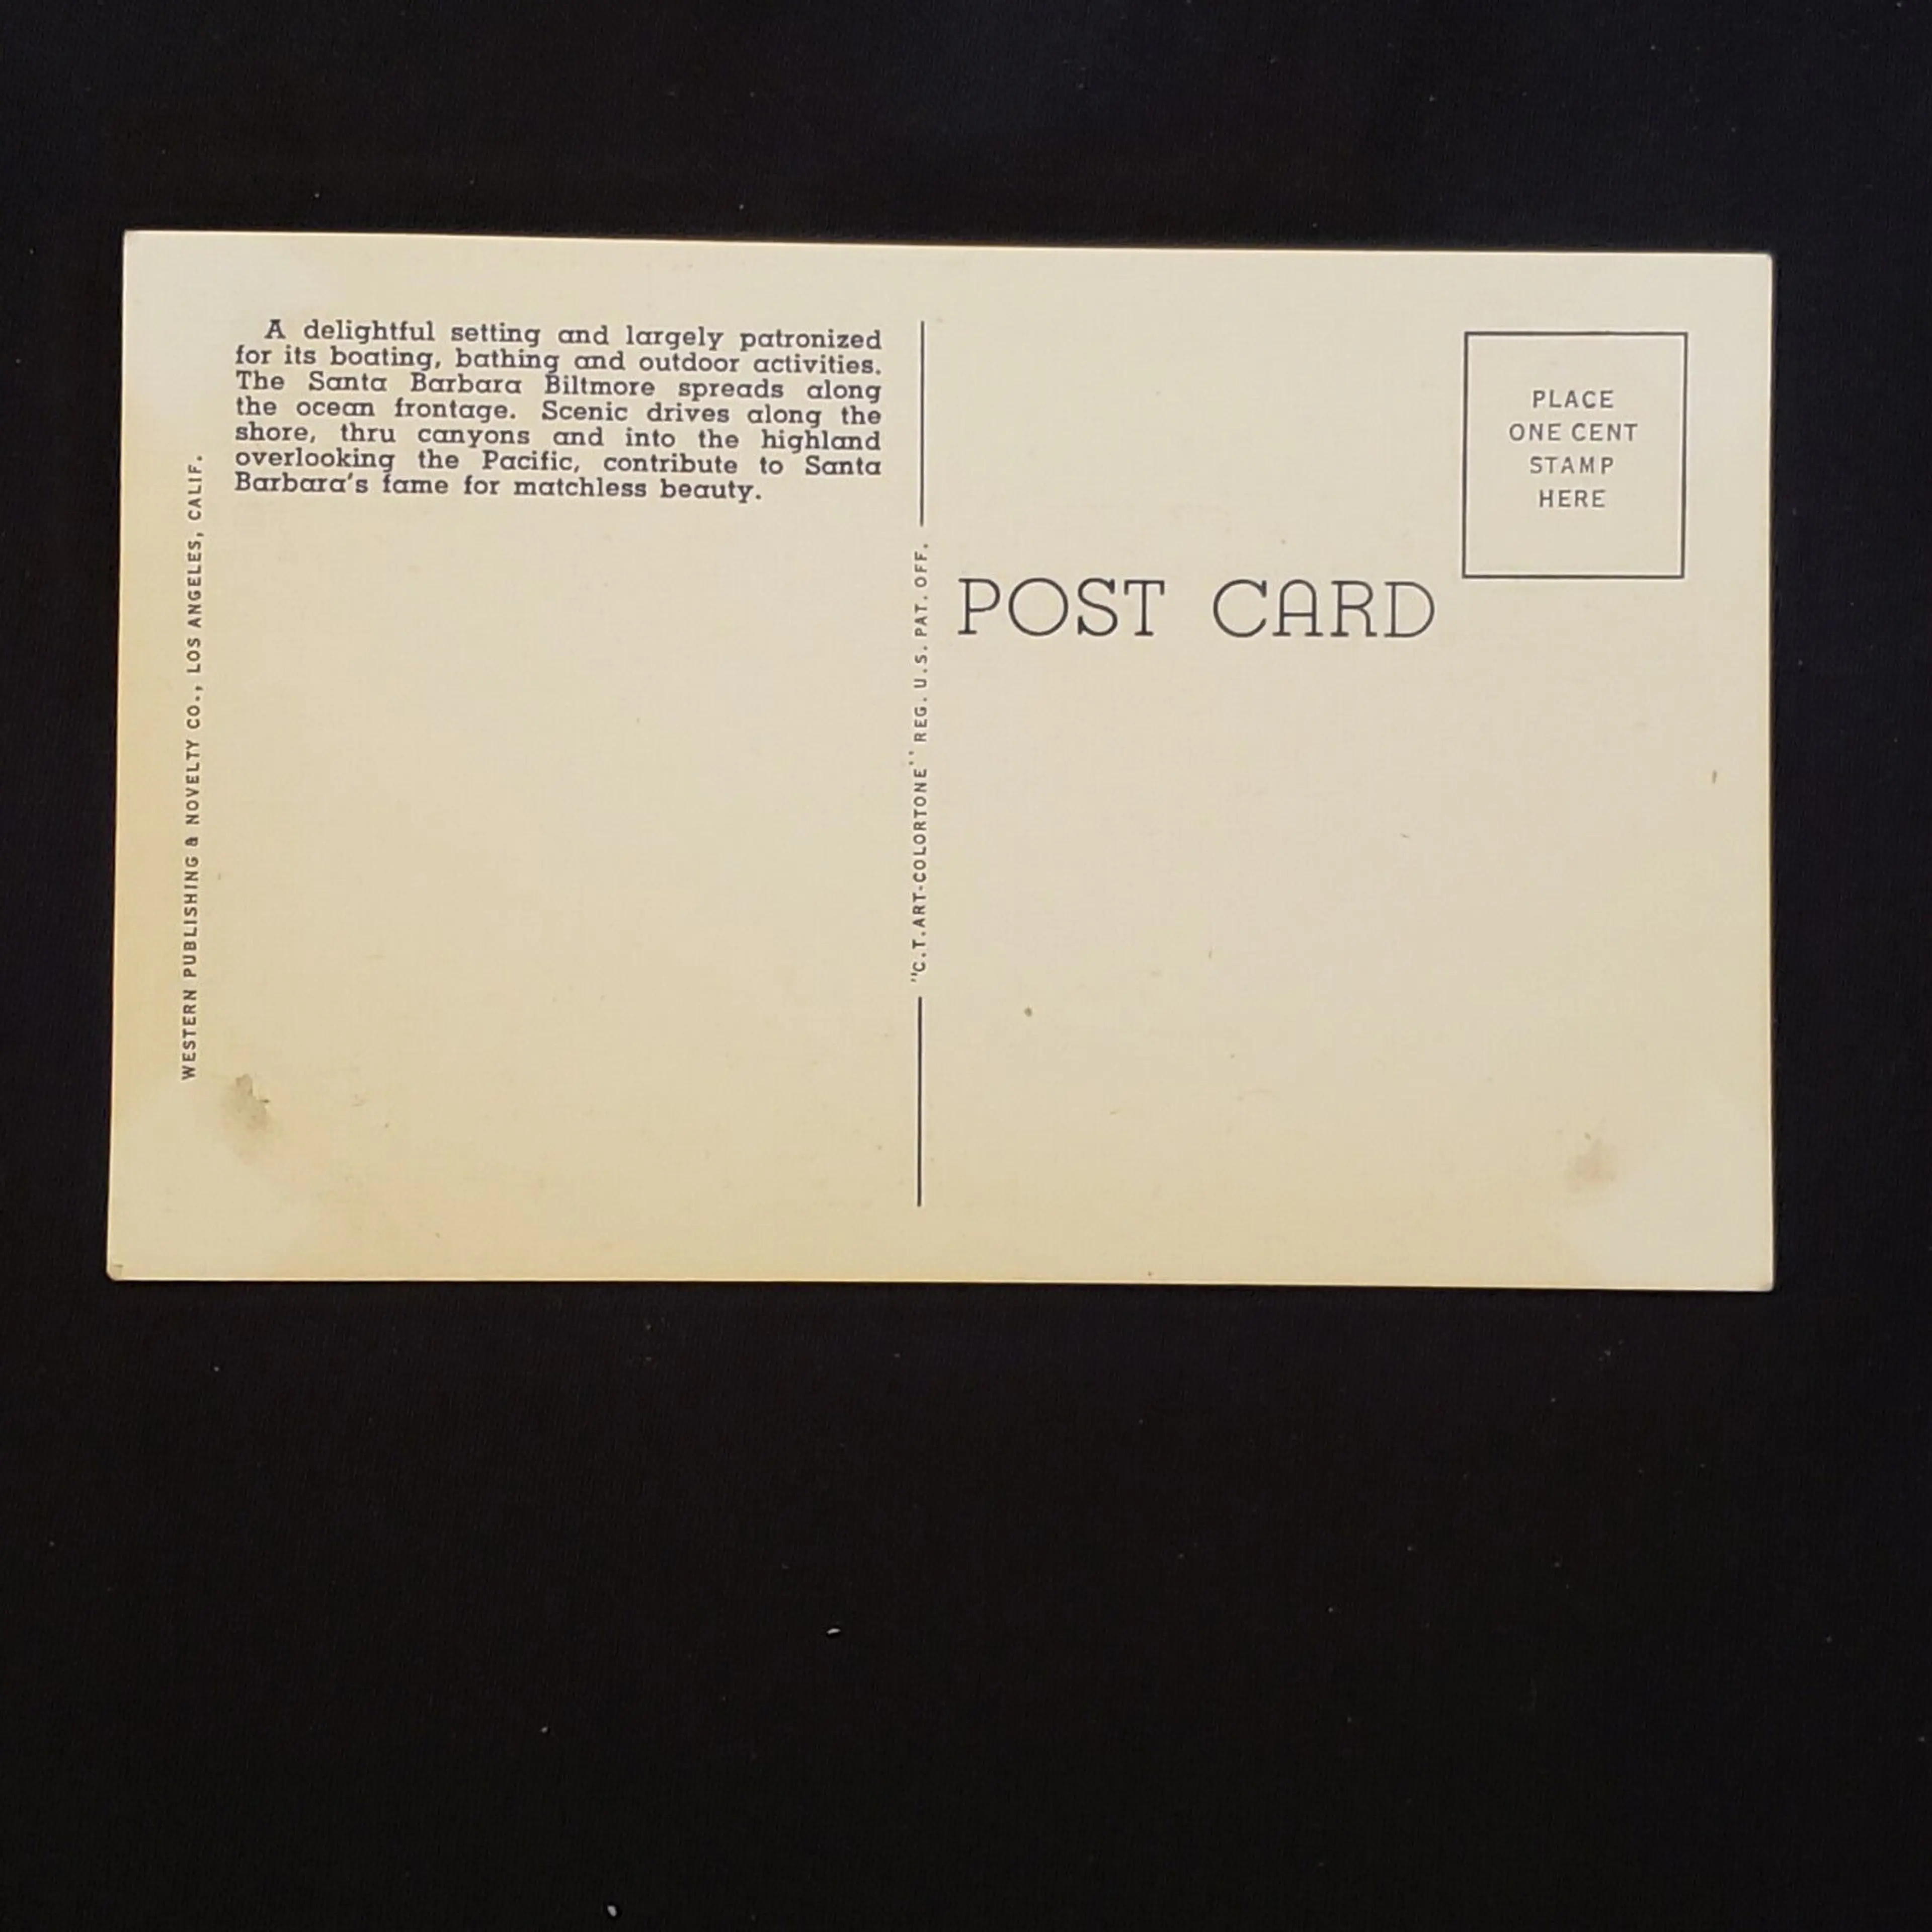 A delightful setting and largely patronized
for its boating, bathing and outdoor activities.
The Santa Barbara Biltmore spreads along
the ocean frontage. Scenic drives along the
shore, thru canyons and into the highland
overlooking the Pacific, contribute to Santa
Barbara's fame for matchless beauty.
WESTERN PUBLISHING & NOVELTY CO., LOS ANGELES, CALIF.
"C.T. ART-COLORTONE" REG. U.S. PAT. OFF.
POST CARD
PLACE
ONE CENT
STAMP
HERE